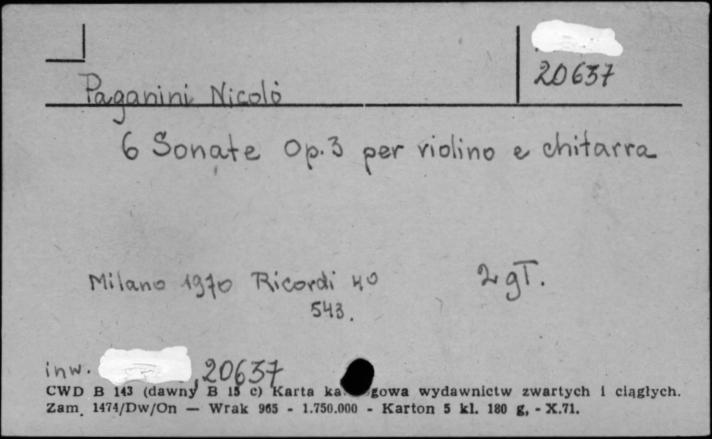 20637
Paganini Nicoló
6 Sonate Op.3 per violino e chitarra
Milano 1970 Ricordi 40 2 gT.
543.
inw. , 20637
CWD B 143 (dawny B 15 c) Karta ka gowa wydawnictw zwartych i ciągłych.
Zam. 1474/Dw/On — Wrak 965 - 1.750.000 - Karton 5 kl. 180 g, - X.71.